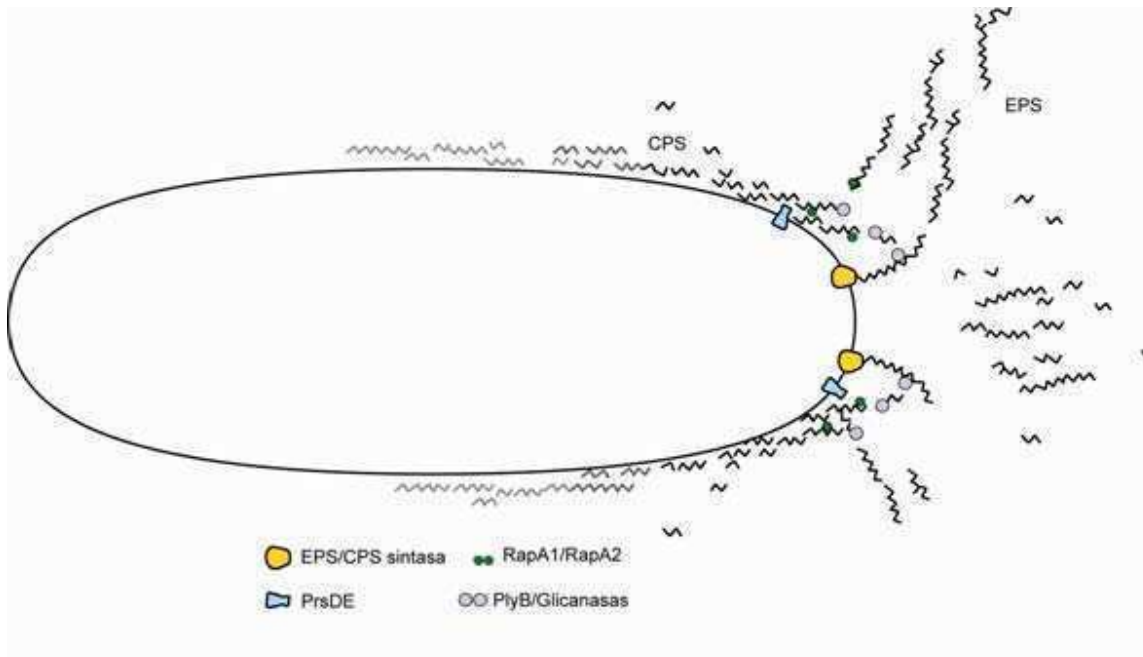 EPS
CPS
EPS/CPS sintasa
RapA1/RapA2
PrsDE
PlyB/Glicanasas